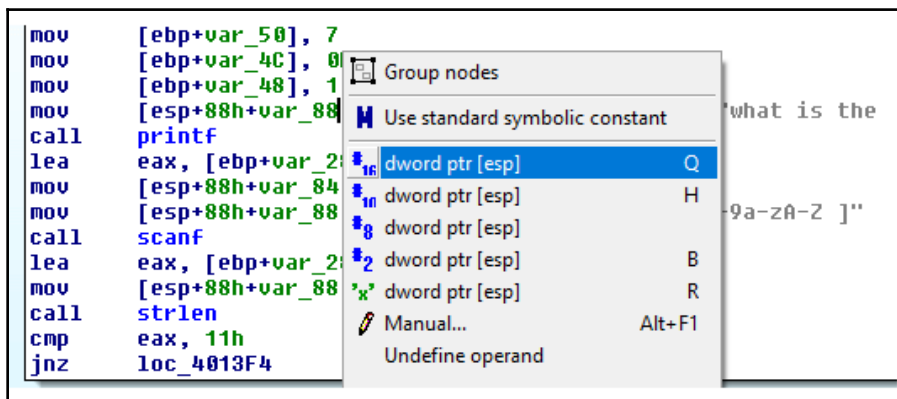 mov [ebp+var_50], 7
mov [ebp+var_4C],
mov [ebp+var_48], 1
mov [esp+88h+var_88 "what is the
call printf
lea eax, [ebp+var_2
mov [esp+88h+var_84
mov [esp+88h+var_88 -9a-zA-Z ]"
call scanf
lea eax, [ebp+var_2
mov [esp+88h+var_88
call strlen
cmp eax, 11h
jnz loc_4013F4
Group nodes
M Use standard symbolic constant
#16 dword ptr [esp] Q
#10 dword ptr [esp] H
#8 dword ptr [esp]
#2 dword ptr [esp] B
'x' dword ptr [esp] R
Manual... Alt+F1
Undefine operand